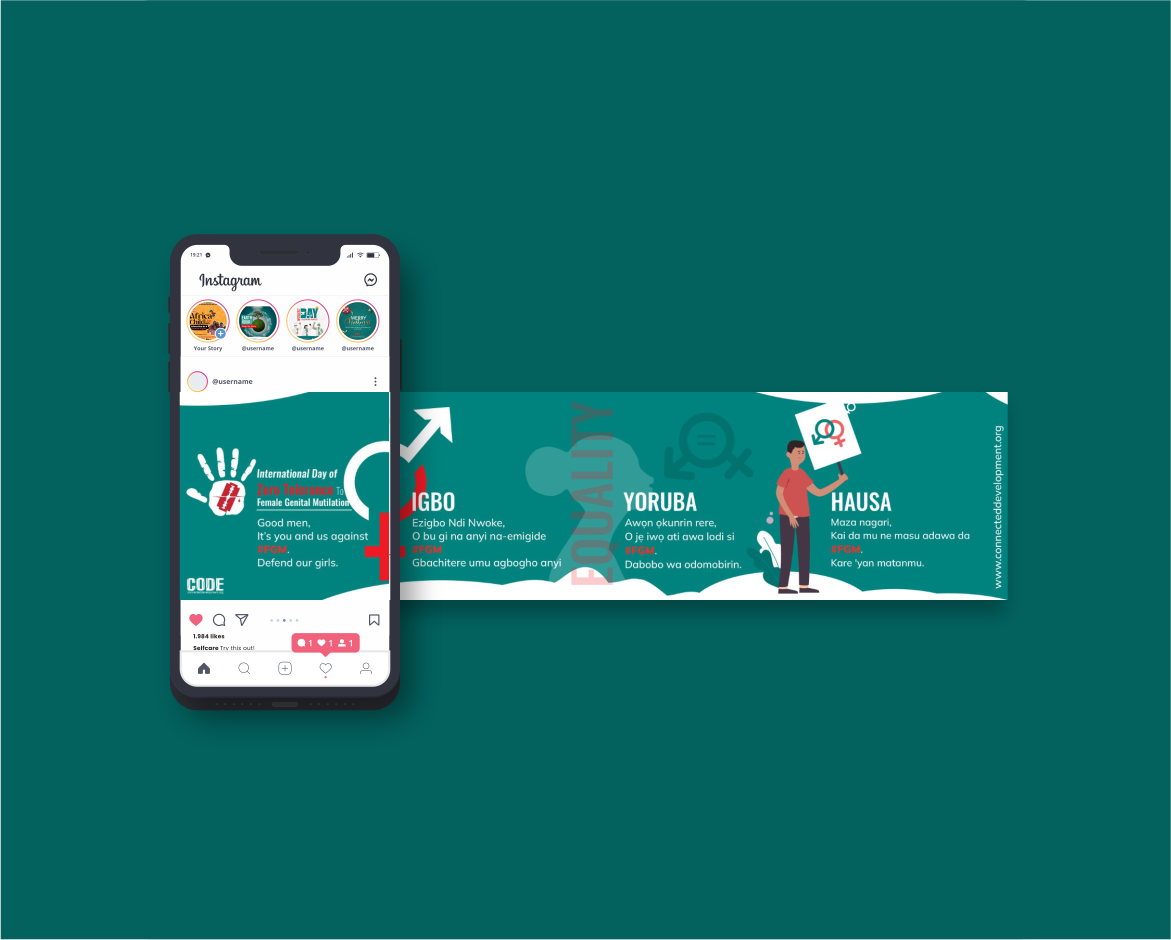 19:21
Instagram
Your Story
@username
@username
@username
@username
International Day of
Zero Tolerance To
Female Genital Mutilation
Good men,
It's you and us against
#FGM.
Defend our girls.
CODE
IGBO
Ezigbo Ndi Nwoke,
O bu gi na anyi na-emigide
#FGM
Gbachitere umu agbogho anyi
EQUALITY
YORUBA
Awọn ọkunrin rere,
O jẹ iwọ ati awa lodi si
#FGM.
Dabobo wa odomobirin.
HAUSA
Maza nagari,
Kai da mu ne masu adawa da
#FGM.
Kare 'yan matanmu.
www.connecteddevelopment.org
1.984 likes
Selfcare Try this out!
1 1 1